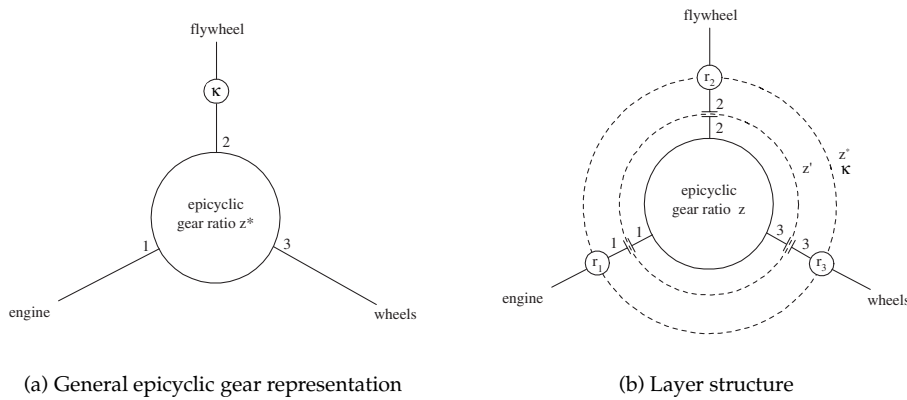 flywheel
κ
2
epicyclic
gear ratio z*
1
3
engine
wheels
(a) General epicyclic gear representation
flywheel
r₂
2
2
z*
κ
z'
epicyclic
gear ratio z
1
1
3
3
r₁
r₃
engine
wheels
(b) Layer structure